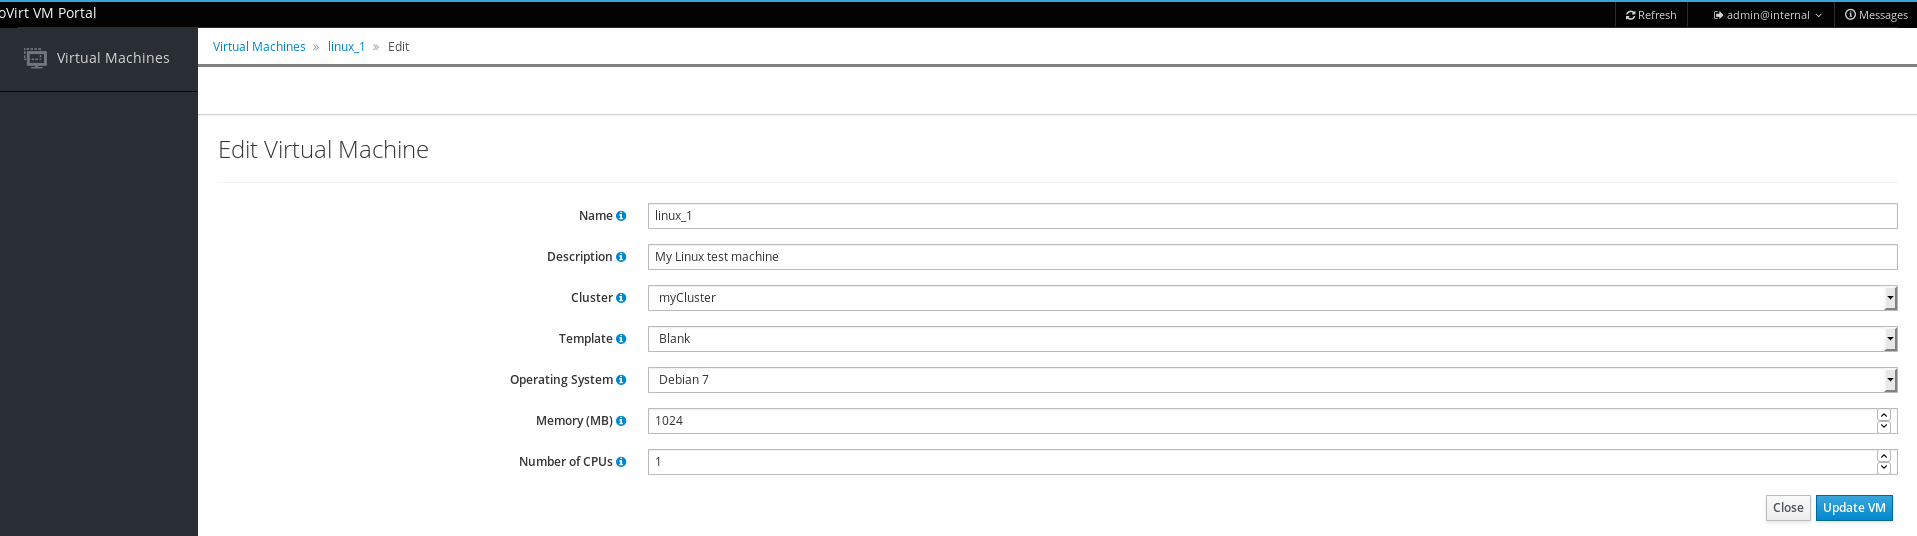 oVirt VM Portal
Refresh
admin@internal
Messages
Virtual Machines
Virtual Machines » linux_1 » Edit
Edit Virtual Machine
Name linux_1
Description My Linux test machine
Cluster myCluster
Template Blank
Operating System Debian 7
Memory (MB) 1024
Number of CPUs 1
Close Update VM